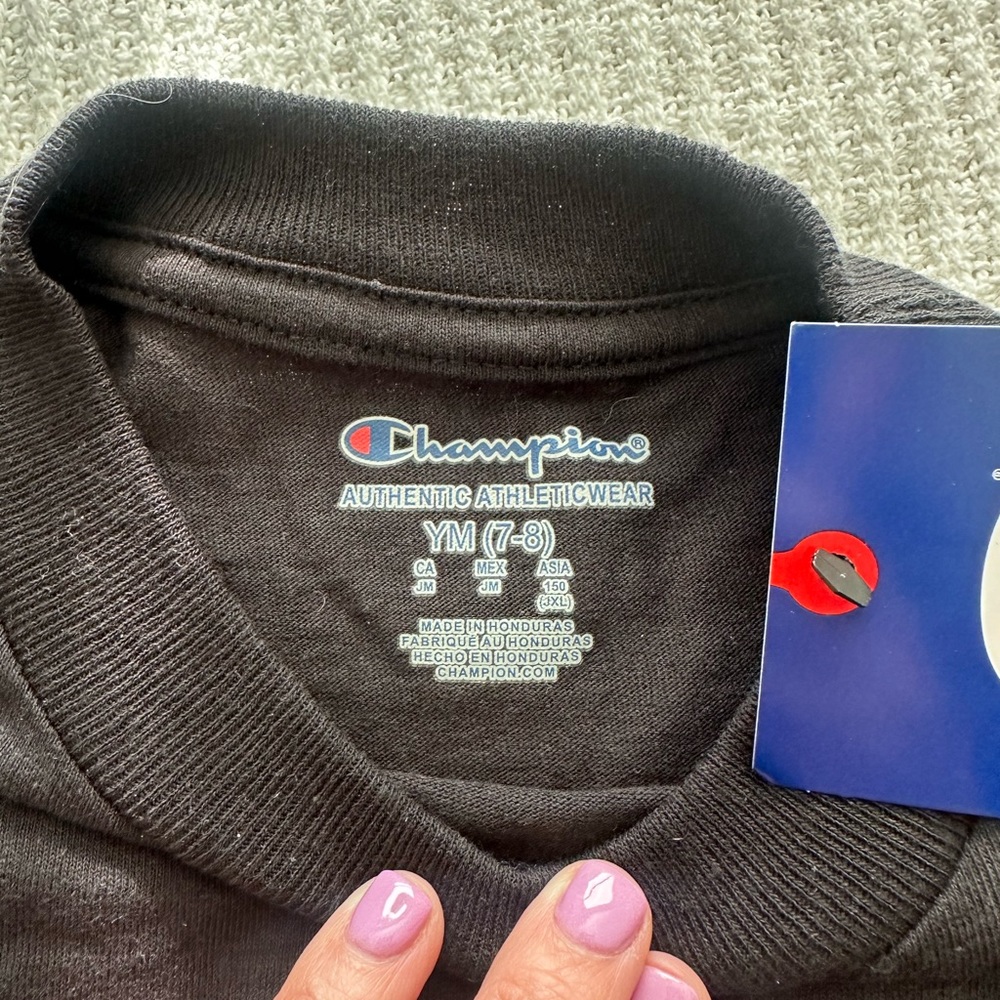 Champion®
AUTHENTIC ATHLETICWEAR
YM (7-8)
CA MEX ASIA
JM JM 150
(JXL)
MADE IN HONDURAS
FABRIQUÉ AU HONDURAS
HECHO EN HONDURAS
CHAMPION.COM